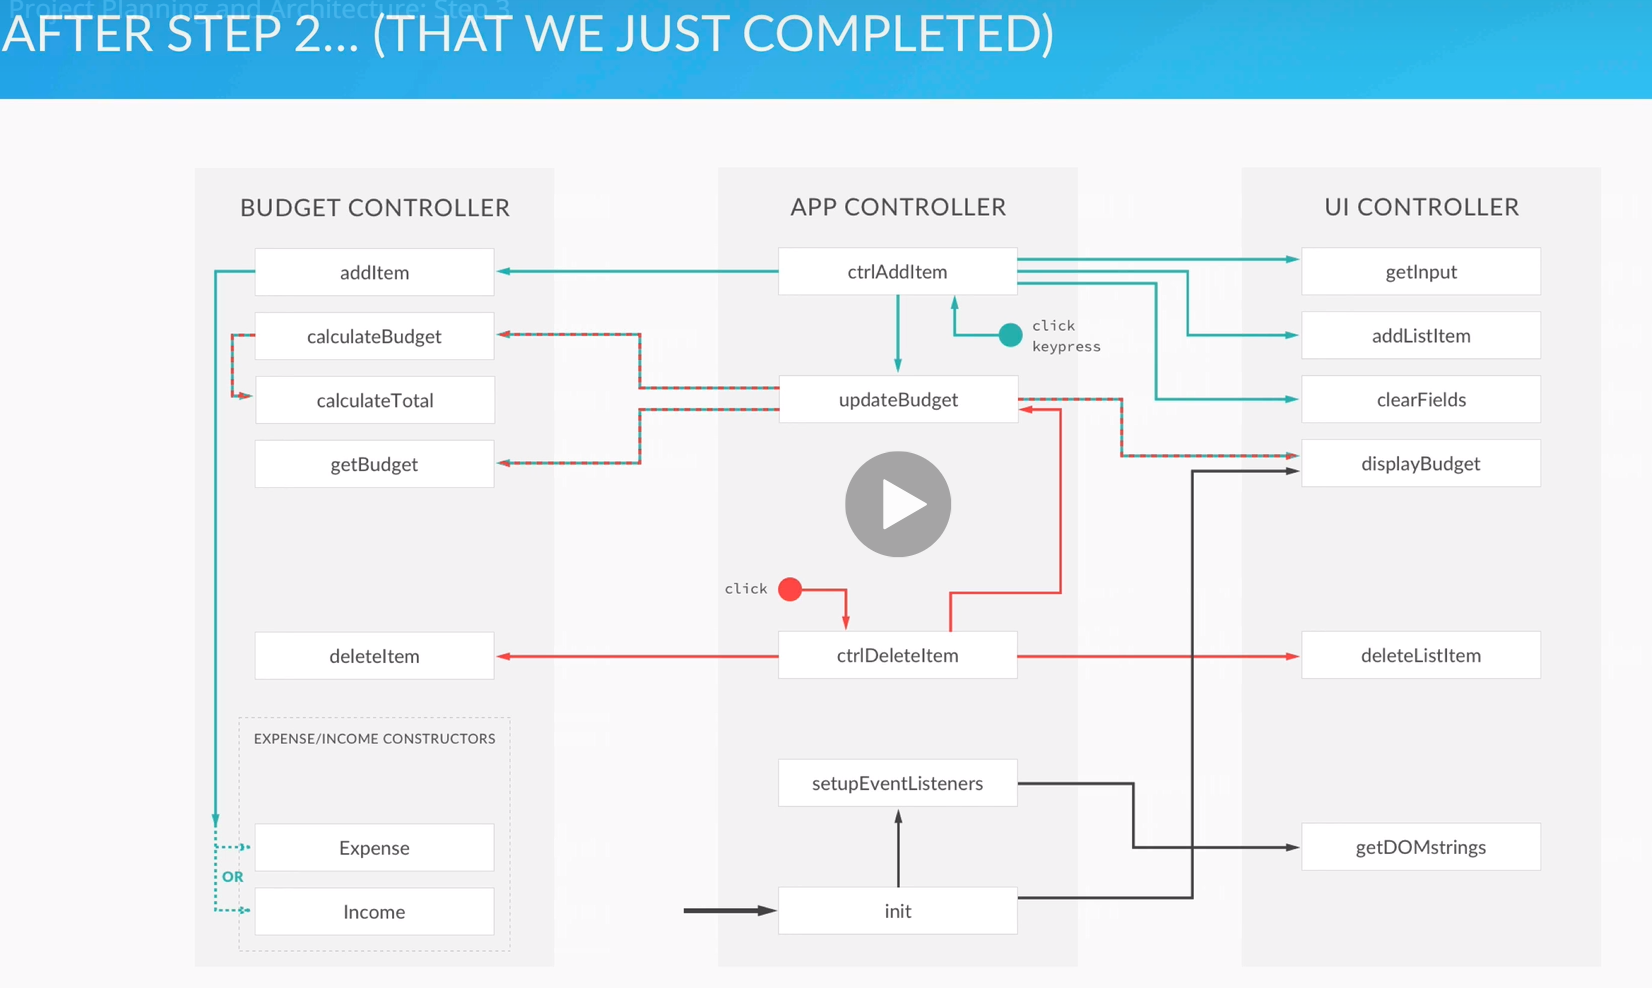 Project Planning and Architecture: Step 3
AFTER STEP 2... (THAT WE JUST COMPLETED)
BUDGET CONTROLLER
addItem
calculateBudget
calculateTotal
getBudget
deleteItem
EXPENSE/INCOME CONSTRUCTORS
Expense
OR
Income
APP CONTROLLER
ctrlAddItem
click
keypress
updateBudget
click
ctrlDeleteItem
setupEventListeners
init
UI CONTROLLER
getInput
addListItem
clearFields
displayBudget
deleteListItem
getDOMstrings